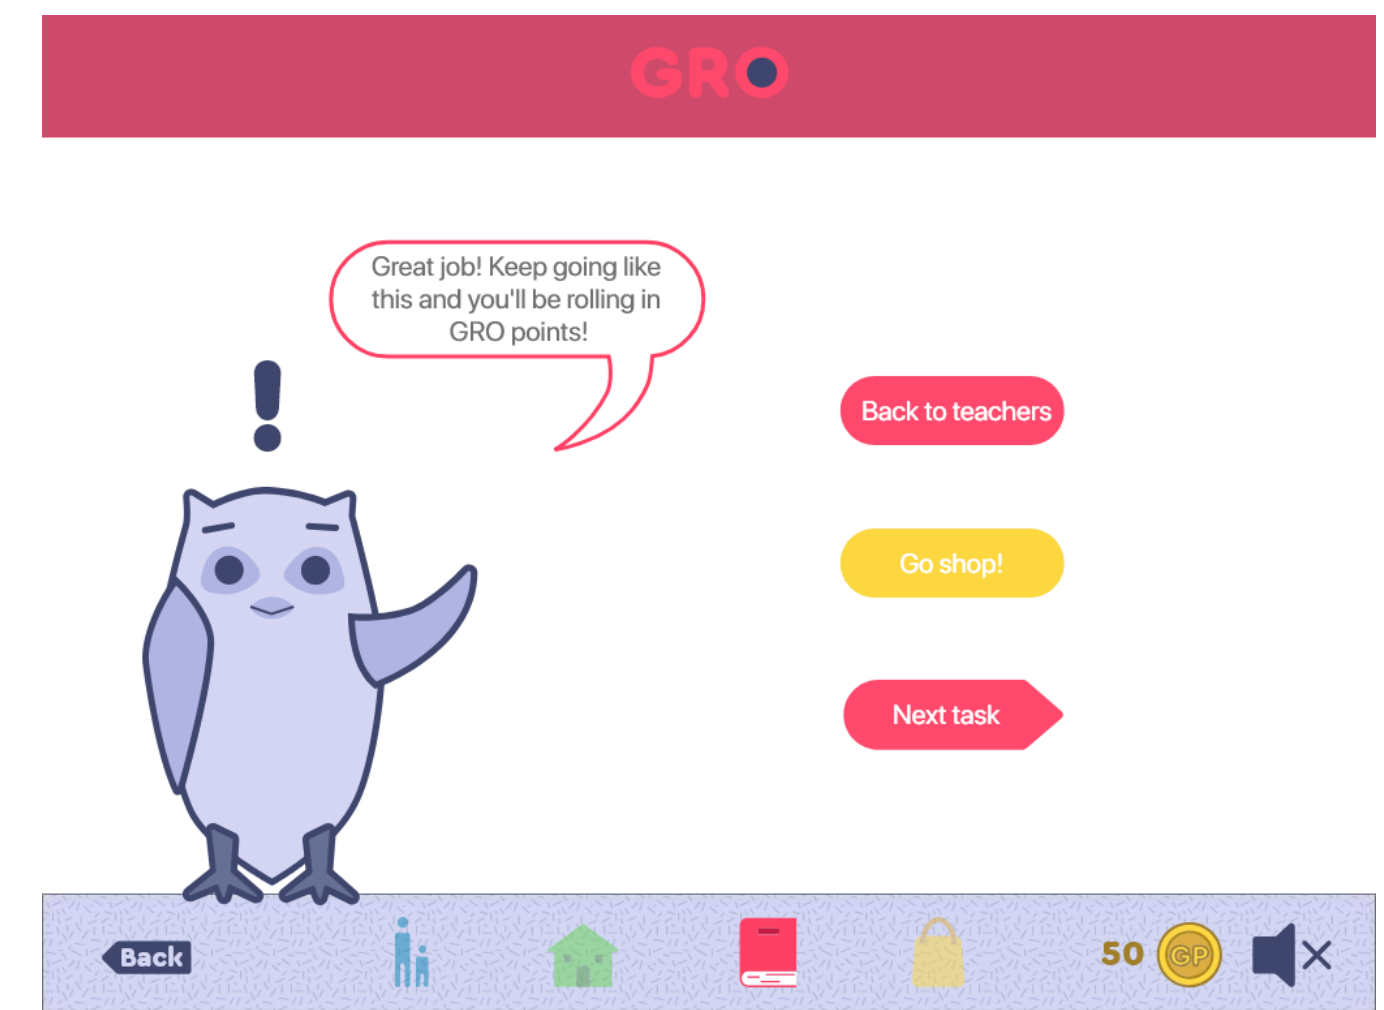 GRO
Great job! Keep going like
this and you'll be rolling in
GRO points!
!
Back to teachers
Go shop!
Next task
Back
50 GP